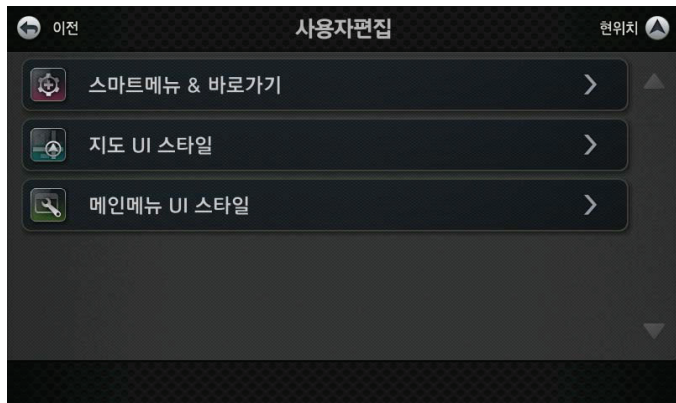 이전
사용자편집
현위치
스마트메뉴 & 바로가기
지도 UI 스타일
메인메뉴 UI 스타일